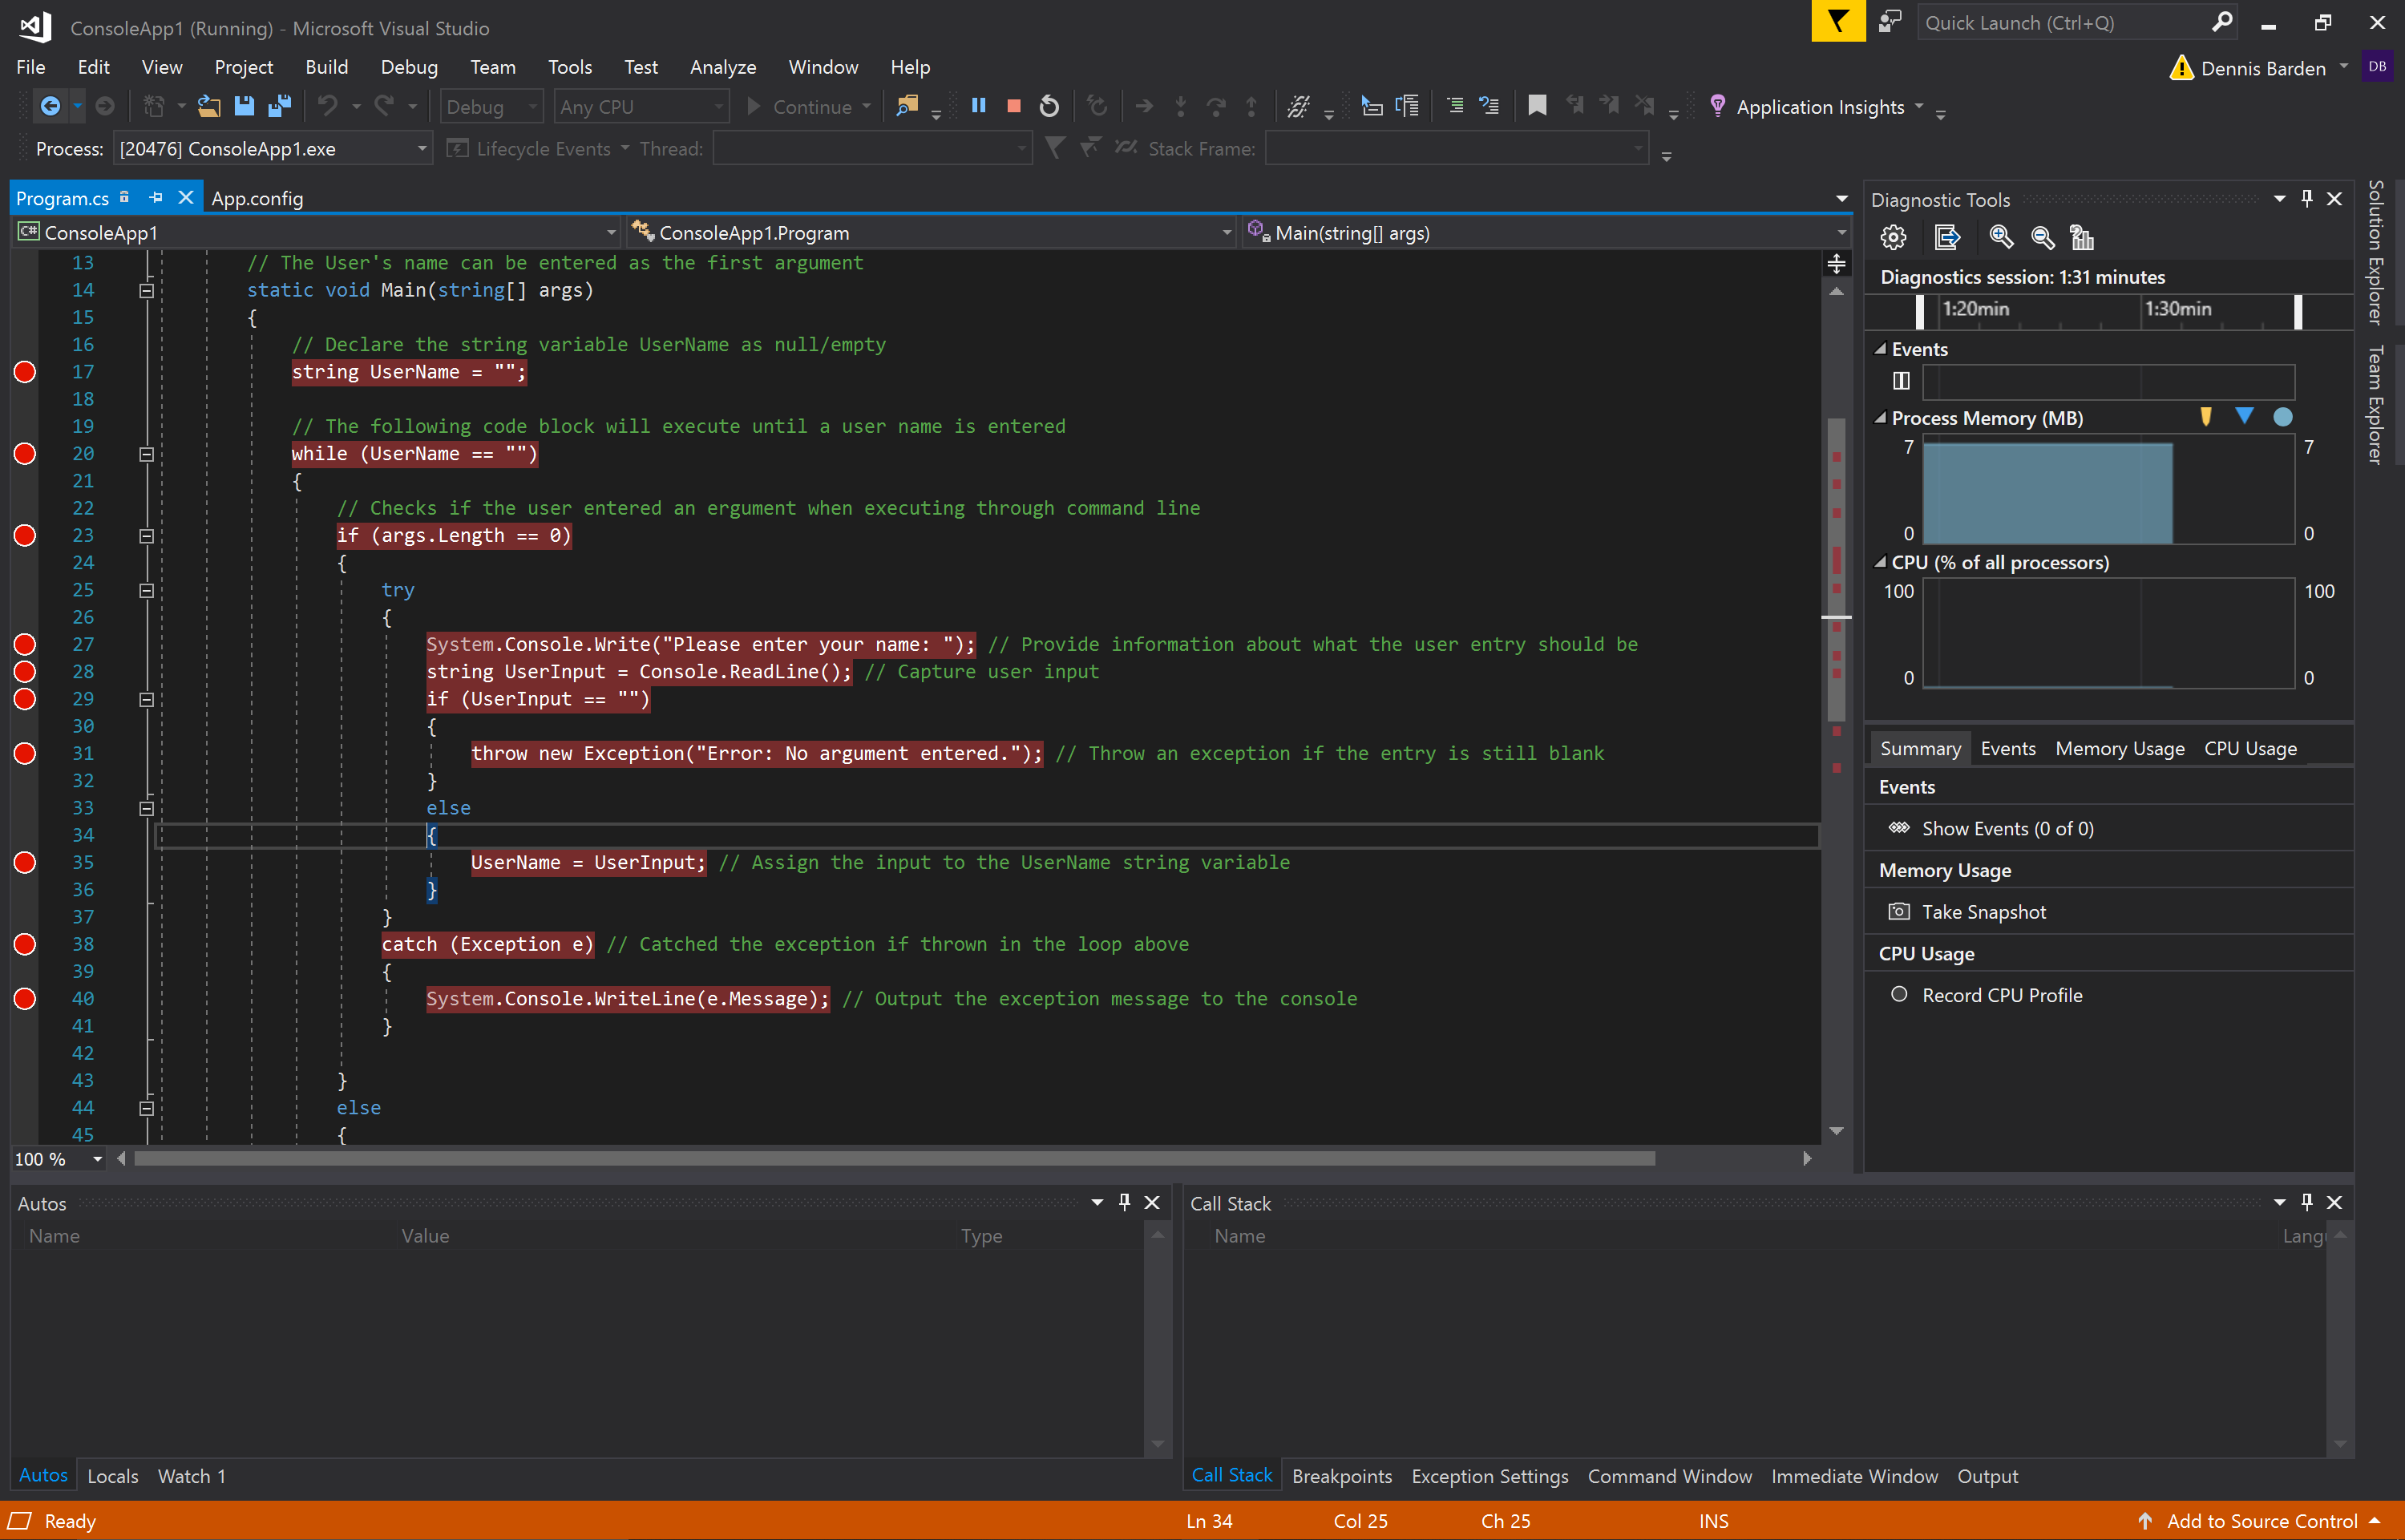 ConsoleApp1 (Running) - Microsoft Visual Studio
Quick Launch (Ctrl+Q)
File Edit View Project Build Debug Team Tools Test Analyze Window Help
Dennis Barden DB
Debug Any CPU Continue Application Insights
Process: [20476] ConsoleApp1.exe Lifecycle Events Thread: Stack Frame:
Program.cs App.config
C# ConsoleApp1 ConsoleApp1.Program Main(string[] args)
13 // The User's name can be entered as the first argument
14 static void Main(string[] args)
15 {
16 // Declare the string variable UserName as null/empty
17 string UserName = "";
18
19 // The following code block will execute until a user name is entered
20 while (UserName == "")
21 {
22 // Checks if the user entered an ergument when executing through command line
23 if (args.Length == 0)
24 {
25 try
26 {
27 System.Console.Write("Please enter your name: "); // Provide information about what the user entry should be
28 string UserInput = Console.ReadLine(); // Capture user input
29 if (UserInput == "")
30 {
31 throw new Exception("Error: No argument entered."); // Throw an exception if the entry is still blank
32 }
33 else
34 {
35 UserName = UserInput; // Assign the input to the UserName string variable
36 }
37 }
38 catch (Exception e) // Catched the exception if thrown in the loop above
39 {
40 System.Console.WriteLine(e.Message); // Output the exception message to the console
41 }
42
43 }
44 else
45 {
100 %
Diagnostic Tools
Diagnostics session: 1:31 minutes
1:20min 1:30min
Events
Process Memory (MB)
7 7
0 0
CPU (% of all processors)
100 100
0 0
Summary Events Memory Usage CPU Usage
Events
Show Events (0 of 0)
Memory Usage
Take Snapshot
CPU Usage
Record CPU Profile
Solution Explorer
Team Explorer
Autos
Name Value Type
Autos Locals Watch 1
Call Stack
Name Langu
Call Stack Breakpoints Exception Settings Command Window Immediate Window Output
Ready Ln 34 Col 25 Ch 25 INS Add to Source Control